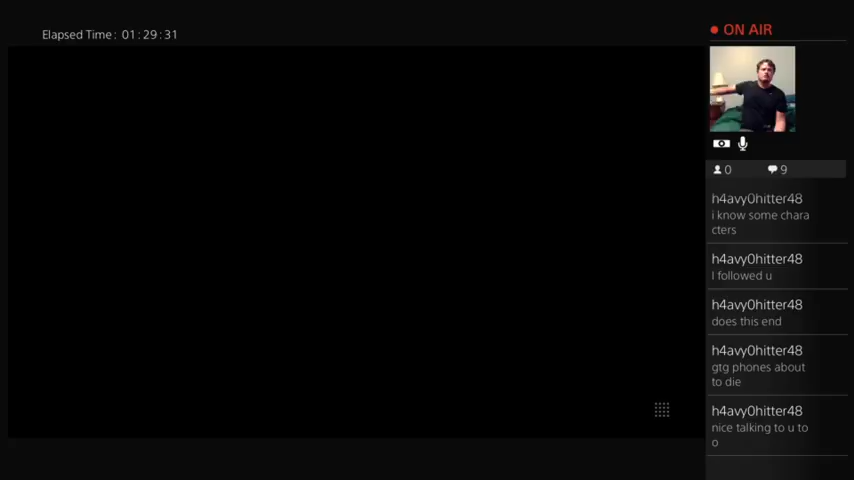 Elapsed Time: 01:29:31
ON AIR
0 9
h4avy0hitter48
i know some chara
cters
h4avy0hitter48
I followed u
h4avy0hitter48
does this end
h4avy0hitter48
gtg phones about
to die
h4avy0hitter48
nice talking to u to
o